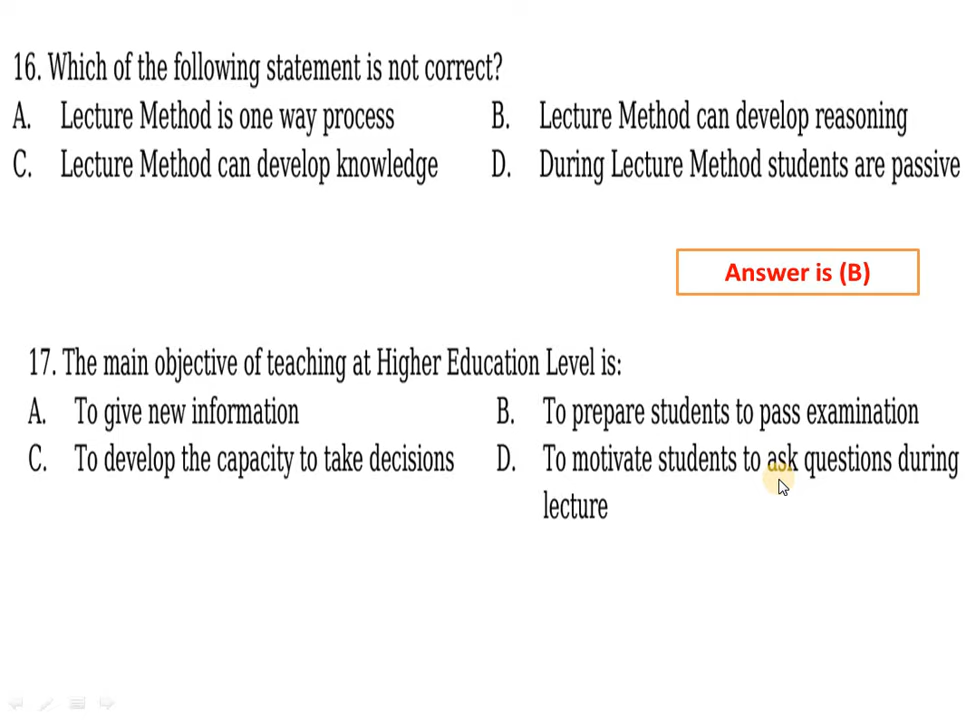 16. Which of the following statement is not correct?
A. Lecture Method is one way process B. Lecture Method can develop reasoning
C. Lecture Method can develop knowledge D. During Lecture Method students are passive
Answer is (B)
17. The main objective of teaching at Higher Education Level is:
A. To give new information B. To prepare students to pass examination
C. To develop the capacity to take decisions D. To motivate students to ask questions during
lecture